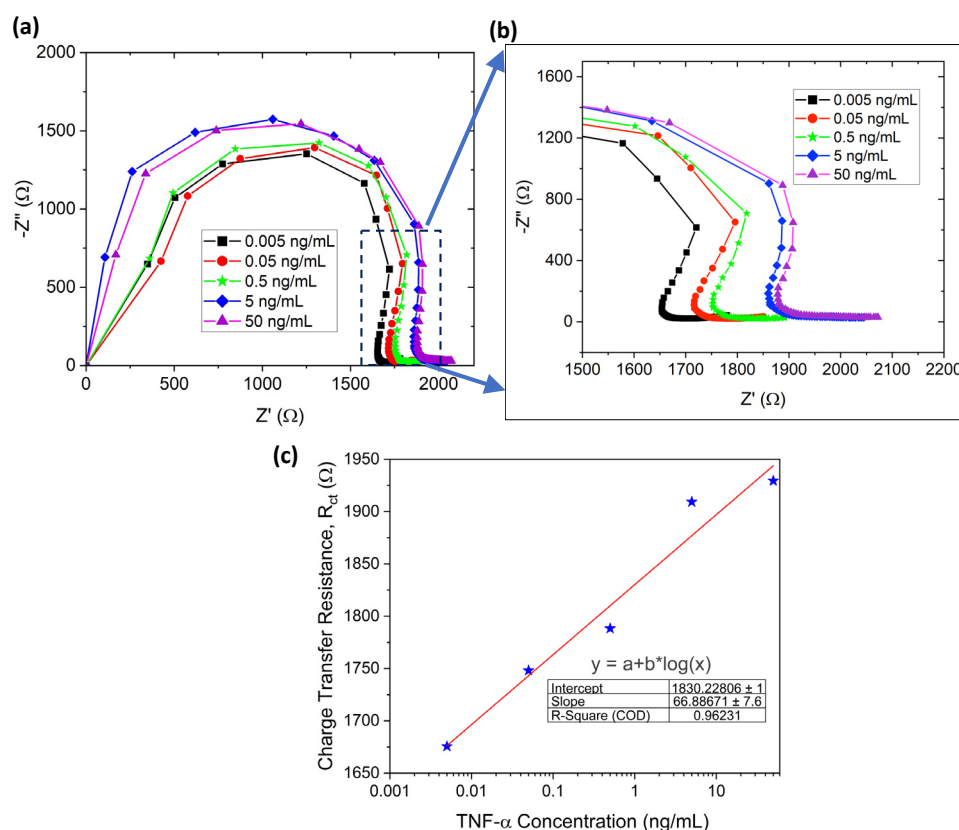 (a)
2000
1500
1000
500
0
-Z'' (Ω)
0 500 1000 1500 2000
Z' (Ω)
0.005 ng/mL
0.05 ng/mL
0.5 ng/mL
5 ng/mL
50 ng/mL
(b)
1600
1200
800
400
0
-Z'' (Ω)
1500 1600 1700 1800 1900 2000 2100 2200
Z' (Ω)
0.005 ng/mL
0.05 ng/mL
0.5 ng/mL
5 ng/mL
50 ng/mL
(c)
1950
1900
1850
1800
1750
1700
1650
Charge Transfer Resistance, Rct (Ω)
y = a+b*log(x)
Intercept 1830.22806 ± 1
Slope 66.88671 ± 7.6
R-Square (COD) 0.96231
0.001 0.01 0.1 1 10
TNF-α Concentration (ng/mL)